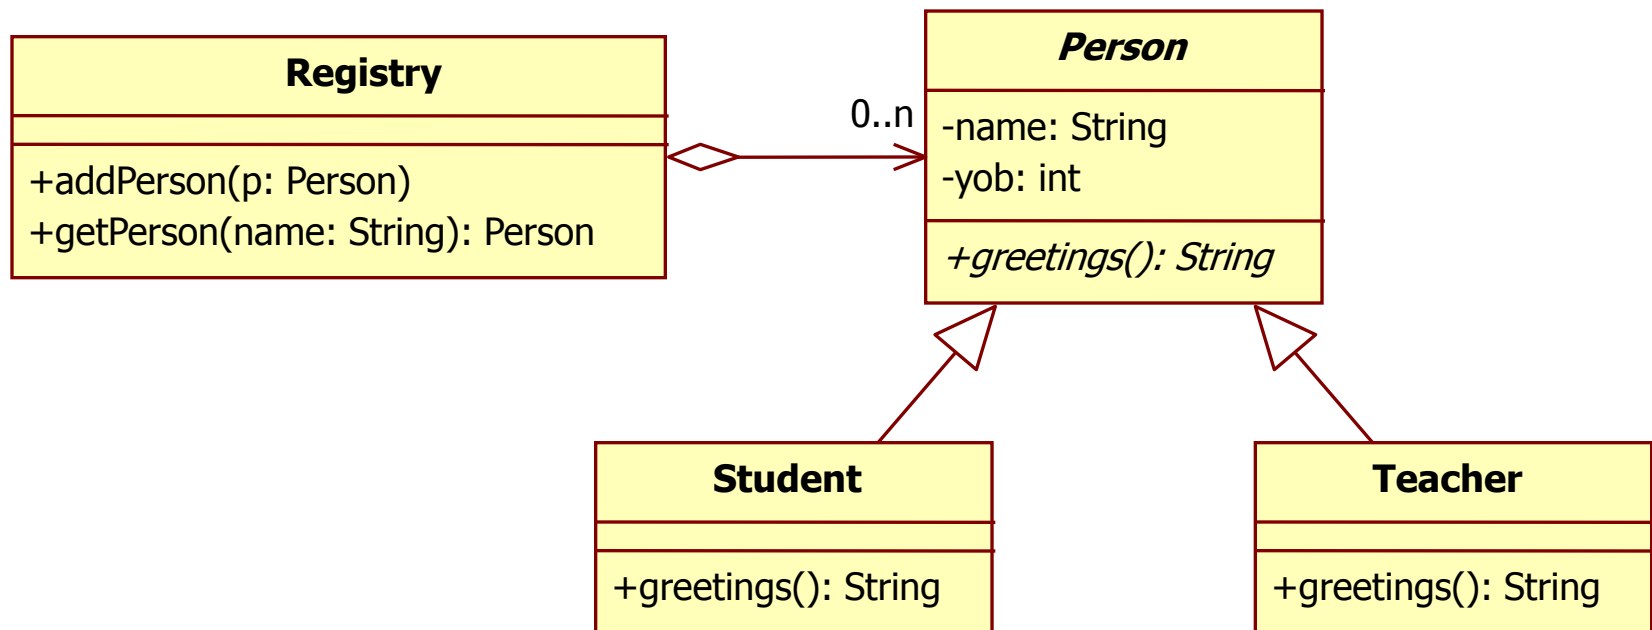 Registry
+addPerson(p: Person)
+getPerson(name: String): Person
0..n
Person
-name: String
-yob: int
+greetings(): String
Student
+greetings(): String
Teacher
+greetings(): String